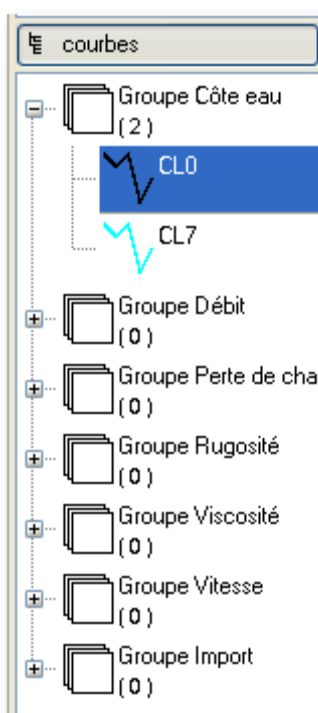 courbes
Groupe Côte eau
(2)
CL0
CL7
Groupe Débit
(0)
Groupe Perte de cha
(0)
Groupe Rugosité
(0)
Groupe Viscosité
(0)
Groupe Vitesse
(0)
Groupe Import
(0)